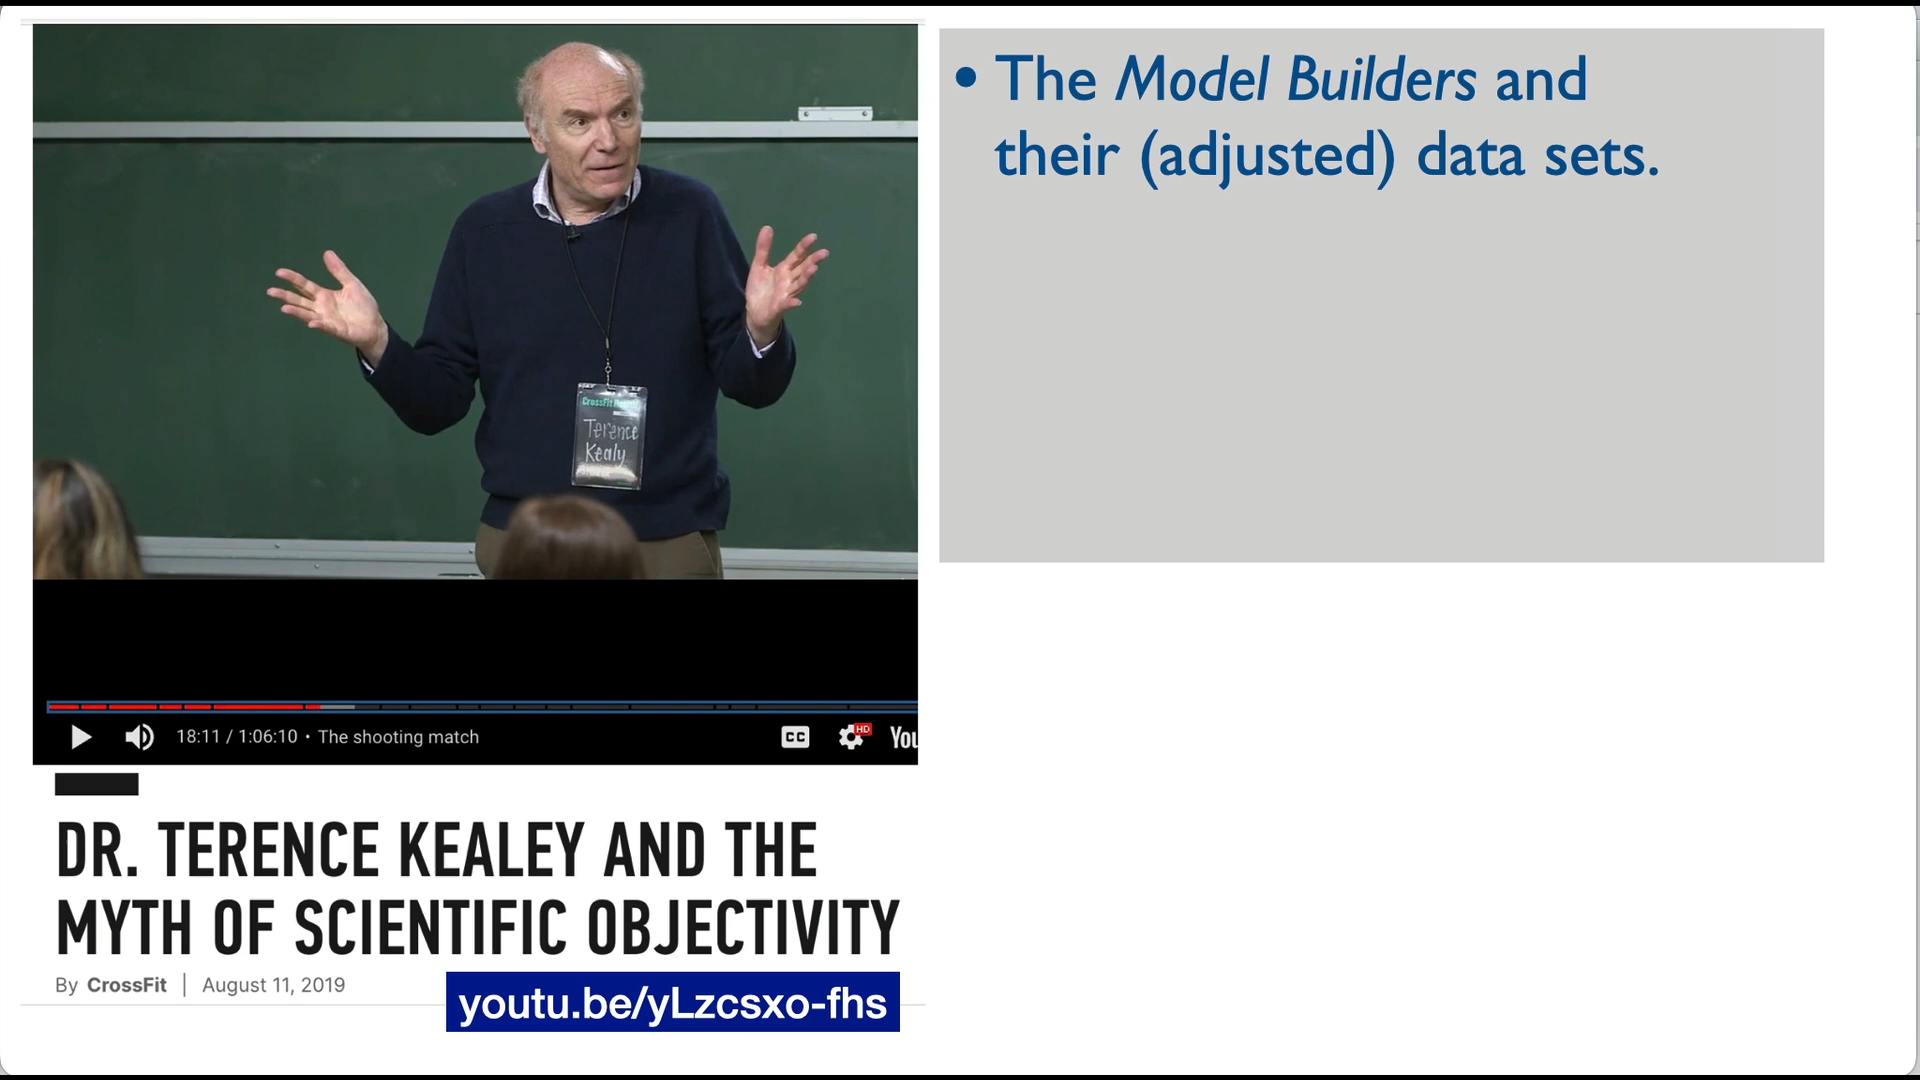 • The Model Builders and
their (adjusted) data sets.
CrossFit
Terence
Kealy
CC
HD
You
18:11 / 1:06:10 • The shooting match
DR. TERENCE KEALEY AND THE
MYTH OF SCIENTIFIC OBJECTIVITY
By CrossFit | August 11, 2019
youtu.be/yLzcsxo-fhs